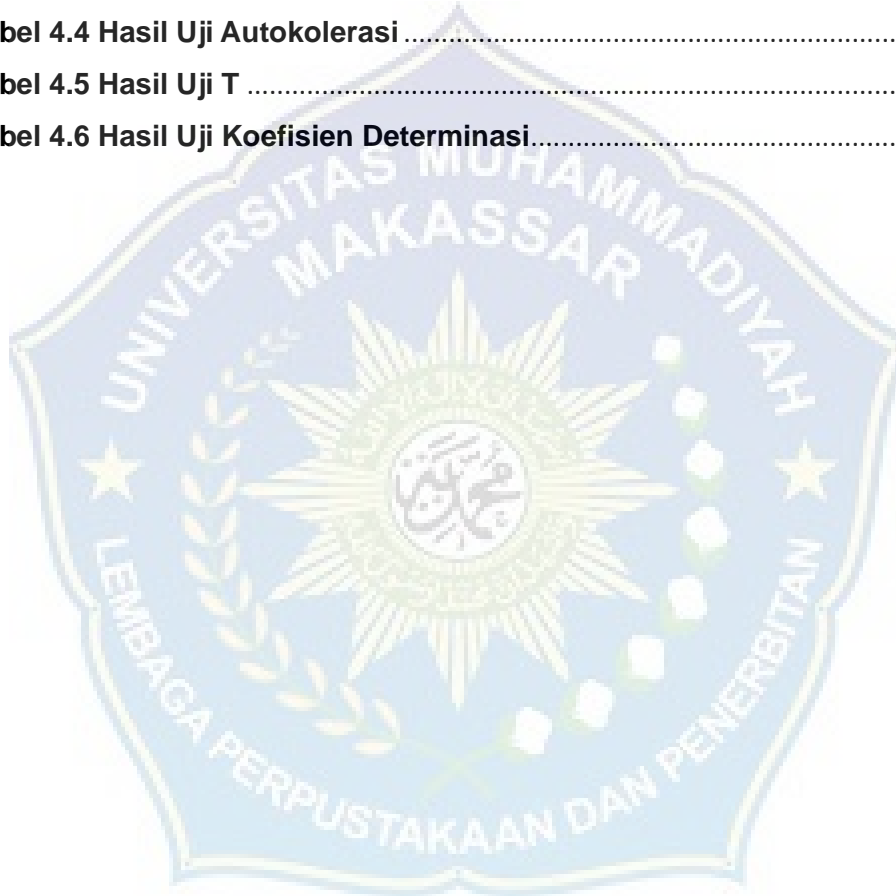 bel 4.4 Hasil Uji Autokolerasi
bel 4.5 Hasil Uji T
bel 4.6 Hasil Uji Koefisien Determinasi
UNIVERSITAS MUHAMMADIYAH
MAKASSAR
LEMBAGA PERPUSTAKAAN DAN PENERBITAN